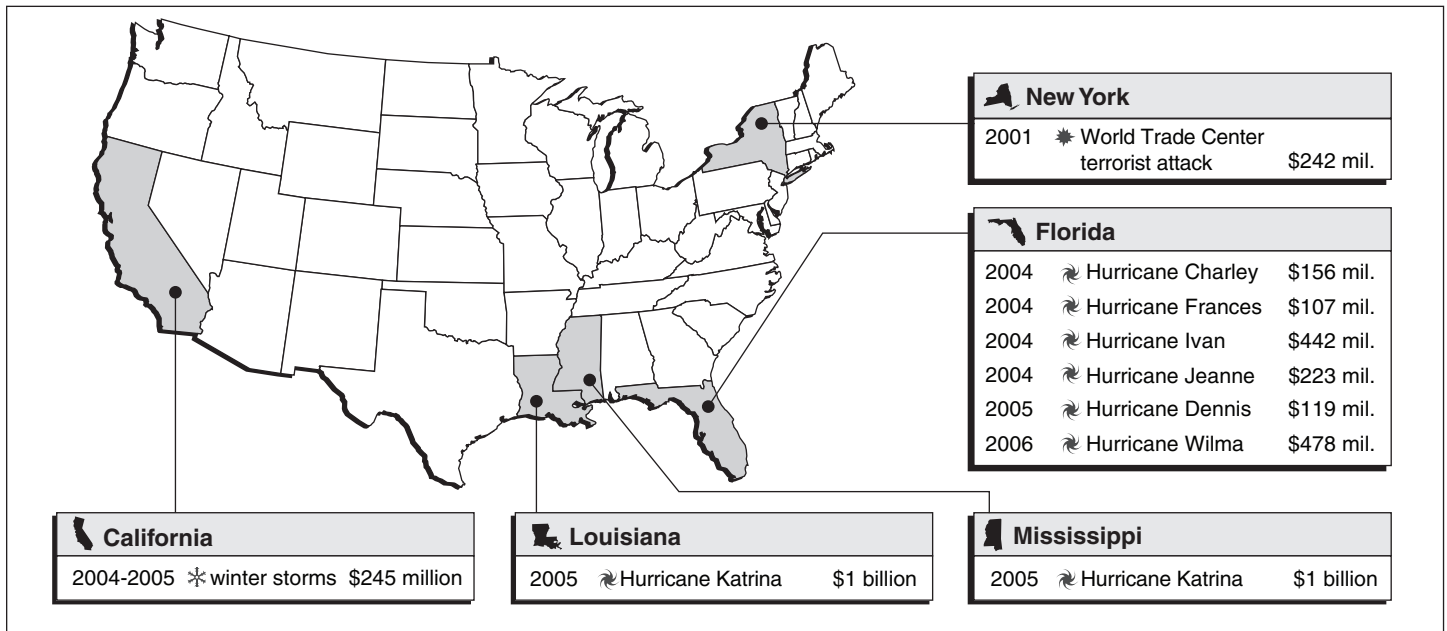 New York
2001 World Trade Center
terrorist attack $242 mil.
Florida
2004 Hurricane Charley $156 mil.
2004 Hurricane Frances $107 mil.
2004 Hurricane Ivan $442 mil.
2004 Hurricane Jeanne $223 mil.
2005 Hurricane Dennis $119 mil.
2006 Hurricane Wilma $478 mil.
California
2004-2005 winter storms $245 million
Louisiana
2005 Hurricane Katrina $1 billion
Mississippi
2005 Hurricane Katrina $1 billion